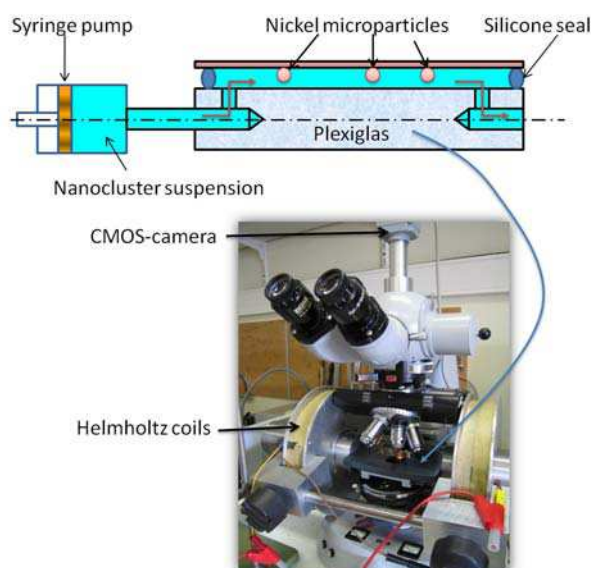 Syringe pump
Nickel microparticles
Silicone seal
Plexiglas
Nanocluster suspension
CMOS-camera
Helmholtz coils